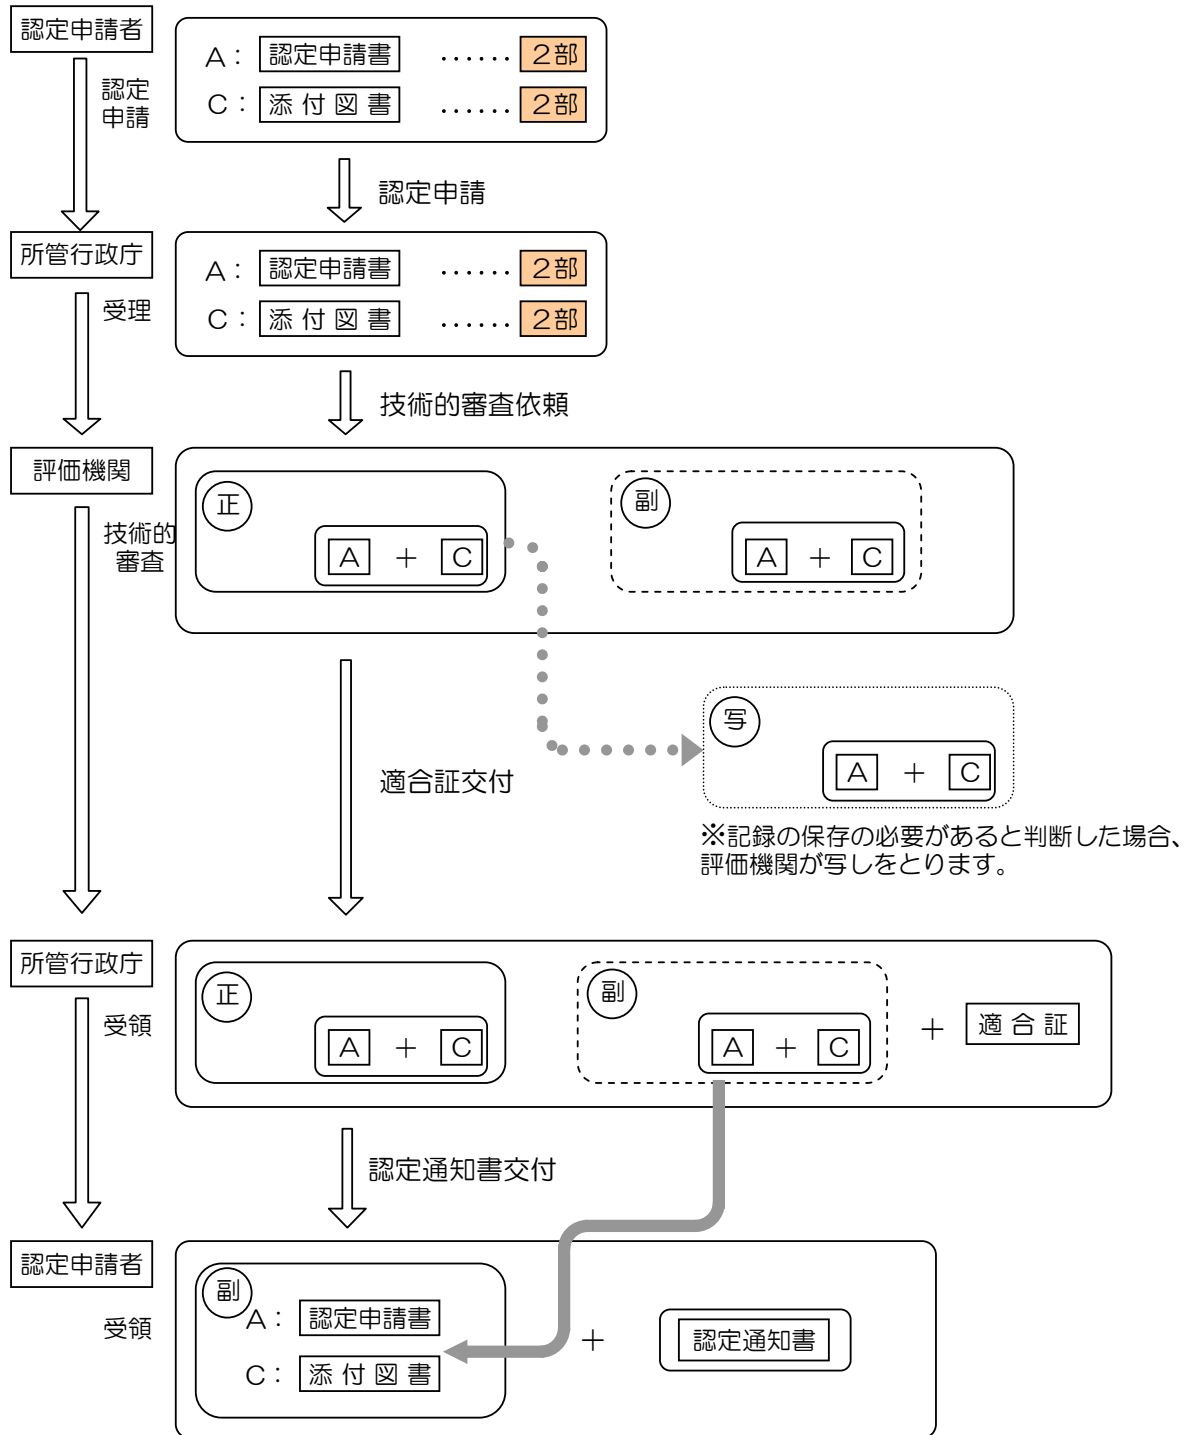 認定申請者
A： 認定申請書 …… 2部
認定
申請
C： 添付図書 …… 2部
認定申請
所管行政庁
A： 認定申請書 …… 2部
受理
C： 添付図書 …… 2部
技術的審査依頼
評価機関
正
副
技術的
審査
A ＋ C
A ＋ C
写
A ＋ C
適合証交付
※記録の保存の必要があると判断した場合、
評価機関が写しをとります。
所管行政庁
正
副
受領
A ＋ C
A ＋ C
＋ 適合証
認定通知書交付
認定申請者
副
受領
A： 認定申請書
C： 添付図書
＋ 認定通知書